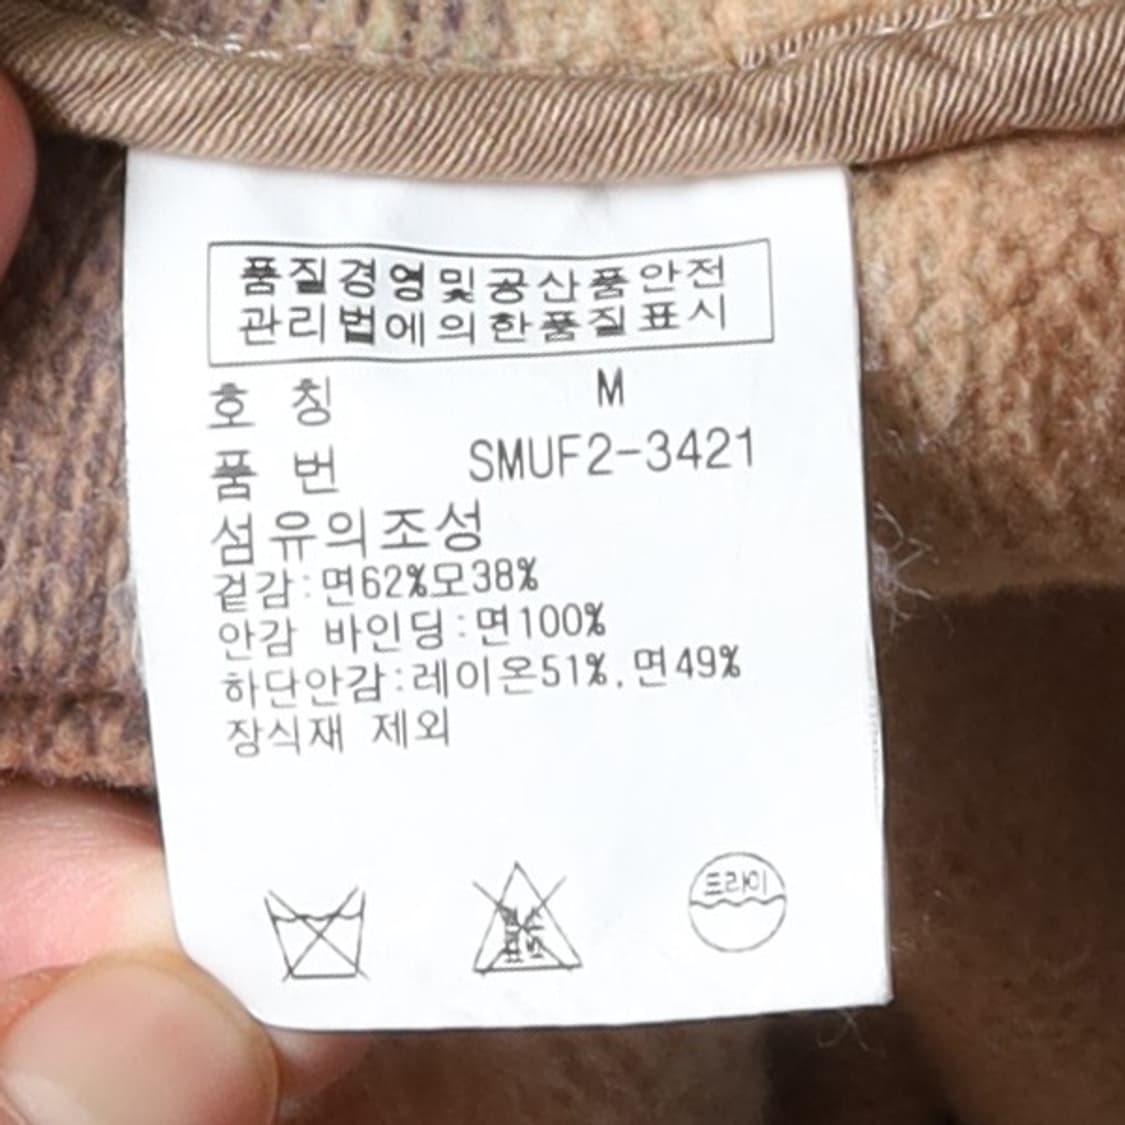 품질경영및공산품안전
관리법에의한품질표시
호 칭 M
품 번 SMUF2-3421
섬유의조성
겉감:면62%모38%
안감 바인딩:면100%
하단안감:레이온51%,면49%
장식재 제외
드라이